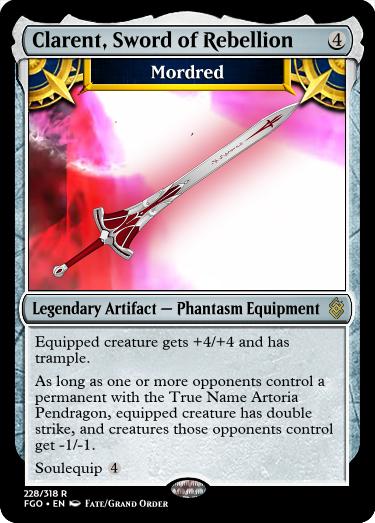 Clarent, Sword of Rebellion 4
Mordred
Legendary Artifact — Phantasm Equipment
Equipped creature gets +4/+4 and has
trample.
As long as one or more opponents control a
permanent with the True Name Artoria
Pendragon, equipped creature has double
strike, and creatures those opponents control
get -1/-1.
Soulequip 4
228/318 R
FGO • EN Fate/Grand Order